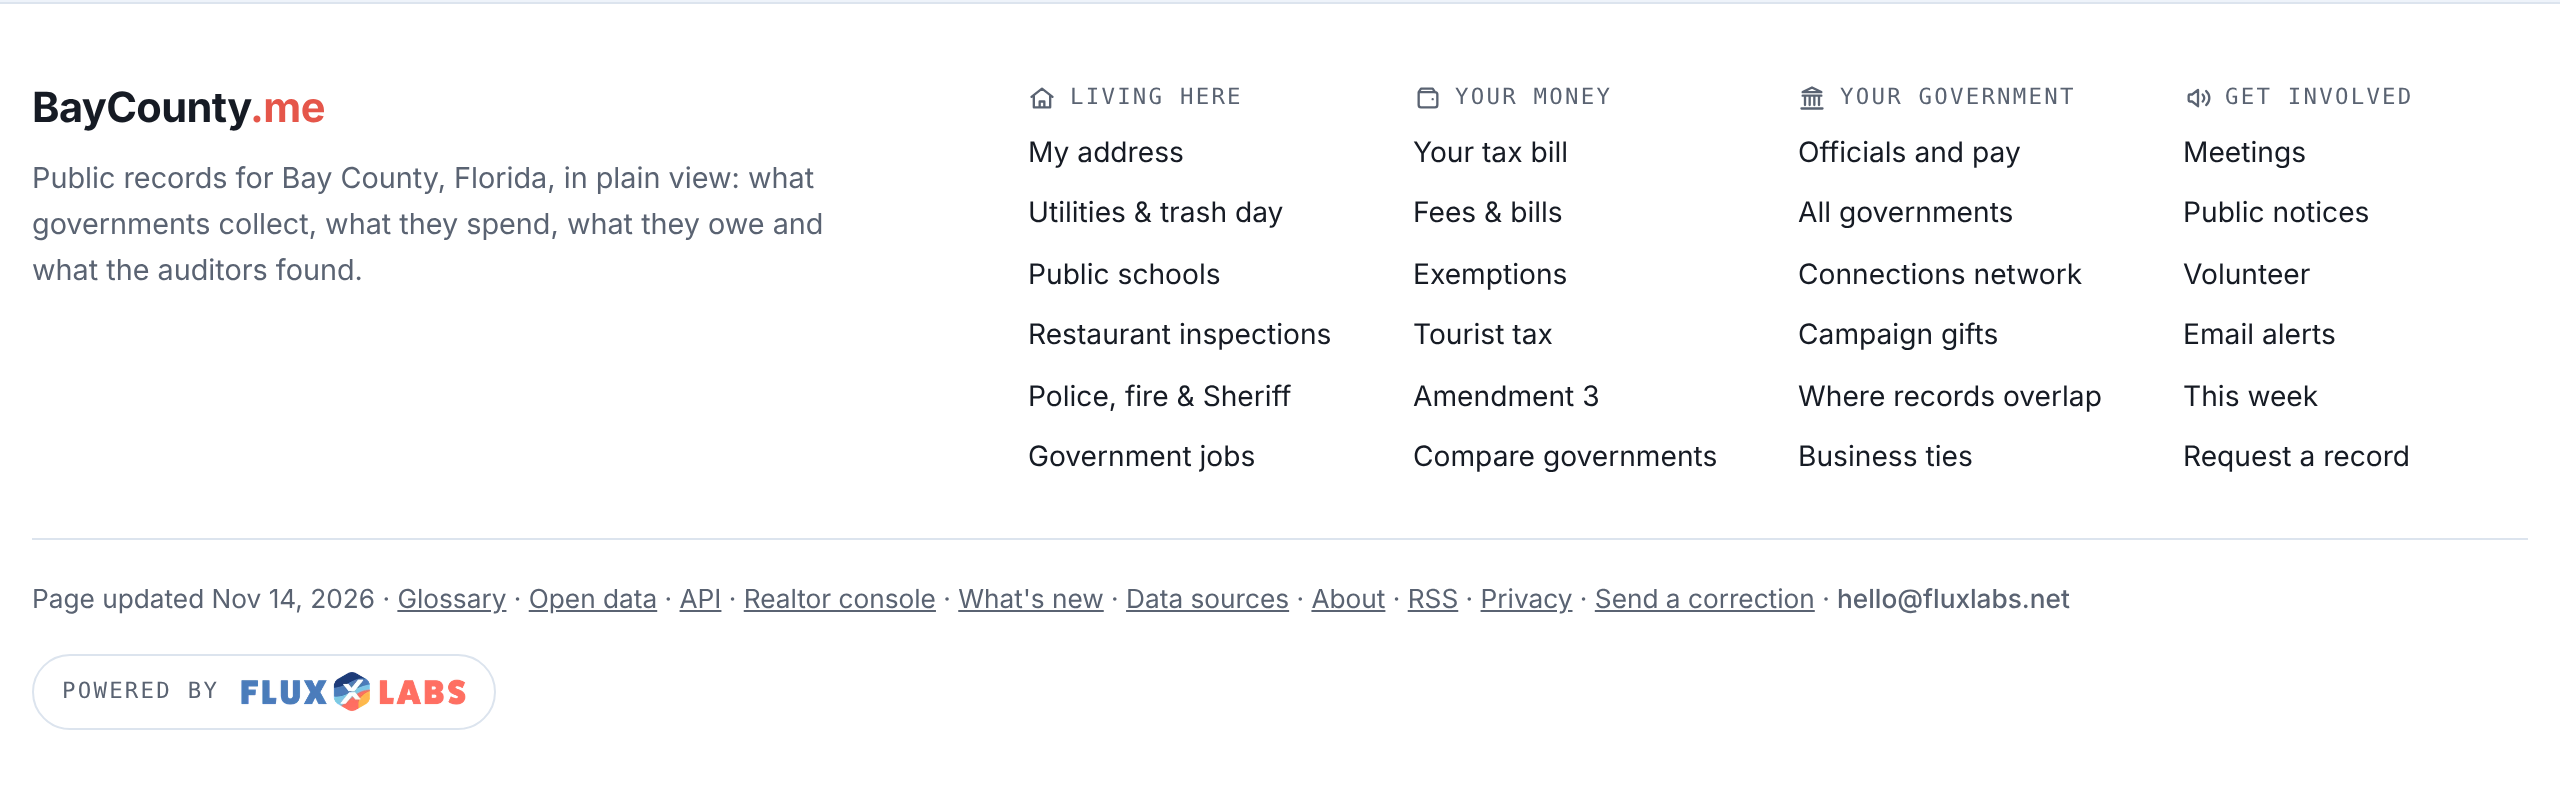 BayCounty.me
Public records for Bay County, Florida, in plain view: what
governments collect, what they spend, what they owe and
what the auditors found.
LIVING HERE
My address
Utilities & trash day
Public schools
Restaurant inspections
Police, fire & Sheriff
Government jobs
YOUR MONEY
Your tax bill
Fees & bills
Exemptions
Tourist tax
Amendment 3
Compare governments
YOUR GOVERNMENT
Officials and pay
All governments
Connections network
Campaign gifts
Where records overlap
Business ties
GET INVOLVED
Meetings
Public notices
Volunteer
Email alerts
This week
Request a record
Page updated Nov 14, 2026 · Glossary · Open data · API · Realtor console · What's new · Data sources · About · RSS · Privacy · Send a correction · hello@fluxlabs.net
POWERED BY FLUX LABS